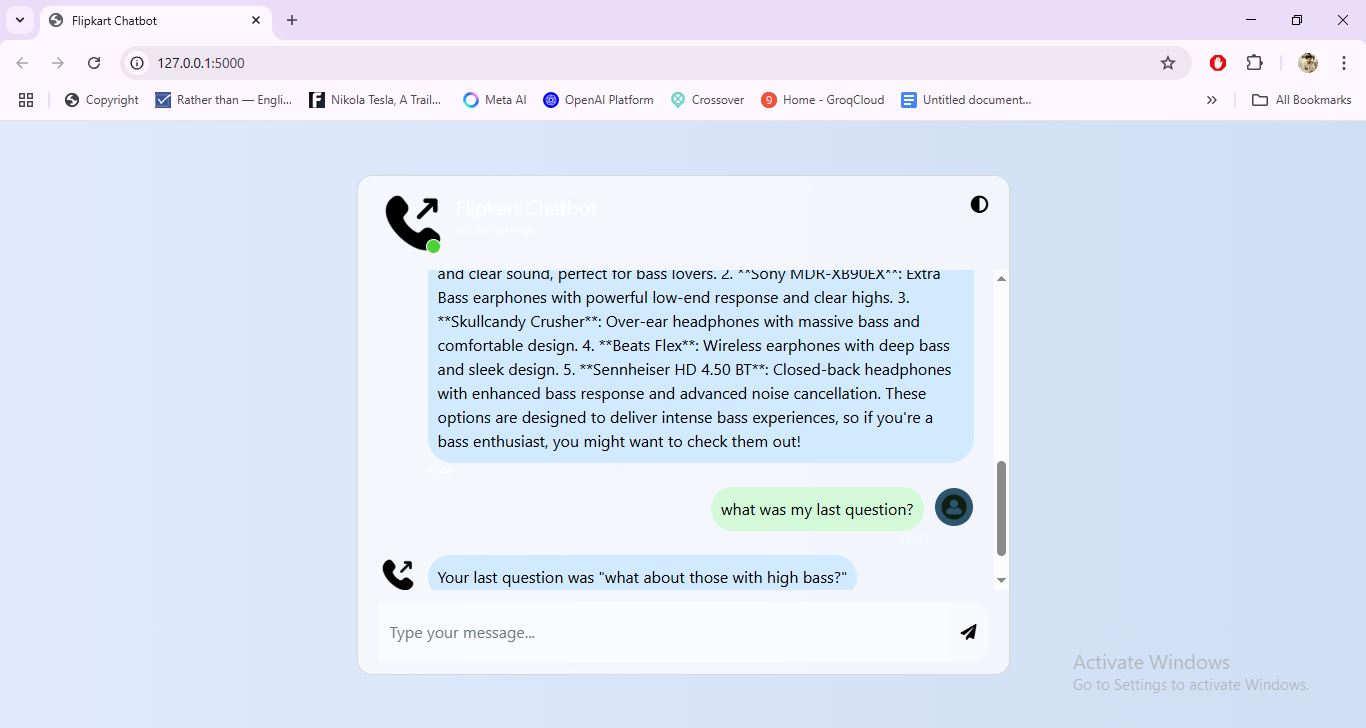 Flipkart Chatbot
127.0.0.1:5000
Copyright
Rather than — Engli...
Nikola Tesla, A Trail...
Meta AI
OpenAI Platform
Crossover
Home - GroqCloud
Untitled document...
All Bookmarks
Flipkart Chatbot
and clear sound, perfect for bass lovers. 2. **Sony MDR-XB90EX**: Extra
Bass earphones with powerful low-end response and clear highs. 3.
**Skullcandy Crusher**: Over-ear headphones with massive bass and
comfortable design. 4. **Beats Flex**: Wireless earphones with deep bass
and sleek design. 5. **Sennheiser HD 4.50 BT**: Closed-back headphones
with enhanced bass response and advanced noise cancellation. These
options are designed to deliver intense bass experiences, so if you're a
bass enthusiast, you might want to check them out!
what was my last question?
Your last question was "what about those with high bass?"
Type your message...
Activate Windows
Go to Settings to activate Windows.